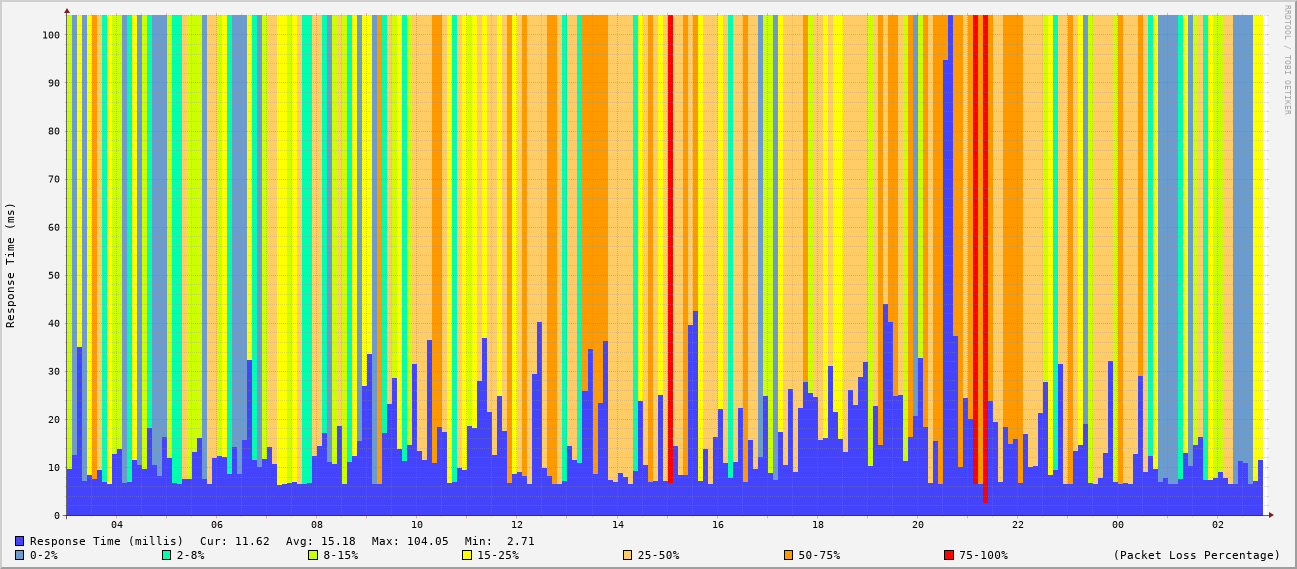 RRDTOOL / TOBI OETIKER
Response Time (ms)
100
90
80
70
60
50
40
30
20
10
0
04 06 08 10 12 14 16 18 20 22 00 02
Response Time (millis) Cur: 11.62 Avg: 15.18 Max: 104.05 Min: 2.71
0-2% 2-8% 8-15% 15-25% 25-50% 50-75% 75-100% (Packet Loss Percentage)